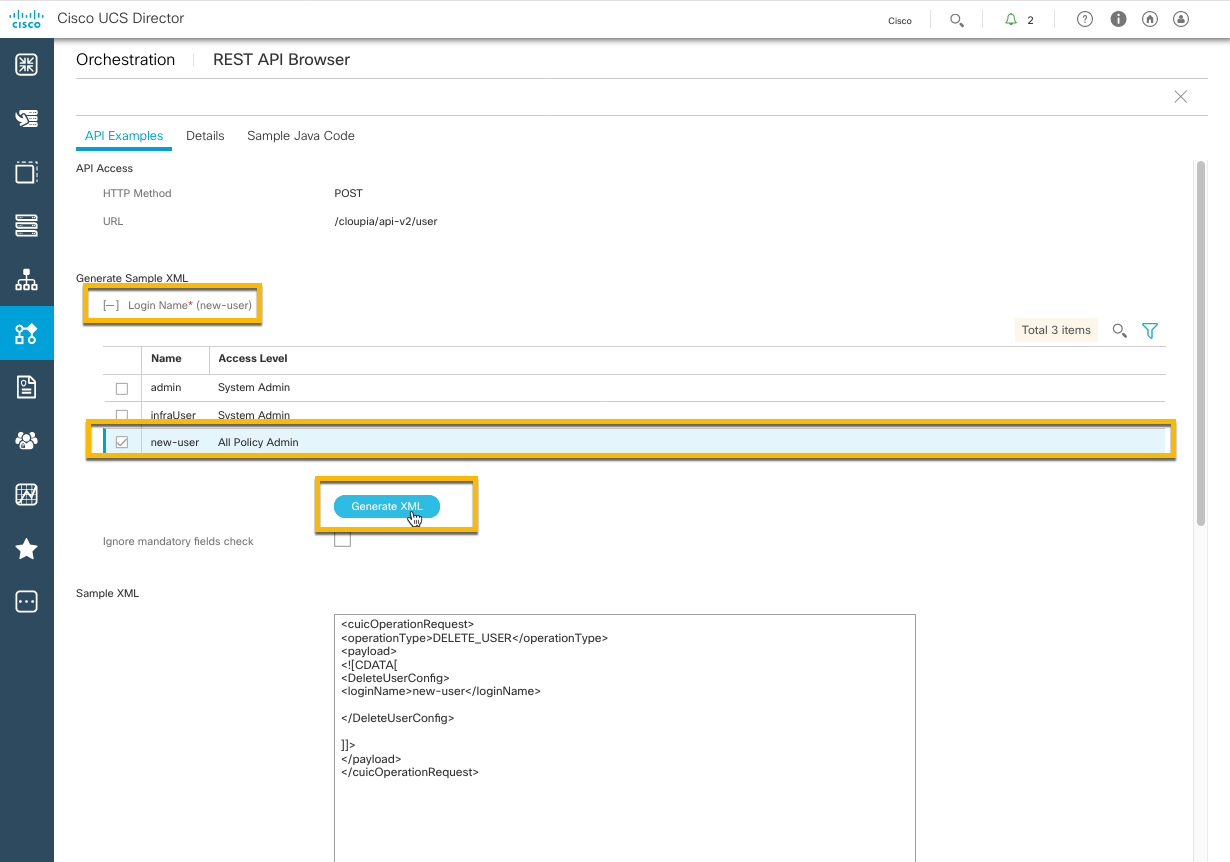 CISCO
Cisco UCS Director
Cisco
2
Orchestration
REST API Browser
API Examples
Details
Sample Java Code
API Access
HTTP Method
POST
URL
/cloupia/api-v2/user
Generate Sample XML
[—] Login Name* (new-user)
Total 3 items
Name
Access Level
admin
System Admin
infraUser
System Admin
new-user
All Policy Admin
Generate XML
Ignore mandatory fields check
Sample XML
<cuicOperationRequest>
<operationType>DELETE_USER</operationType>
<payload>
<![CDATA[
<DeleteUserConfig>
<loginName>new-user</loginName>
</DeleteUserConfig>
]]>
</payload>
</cuicOperationRequest>